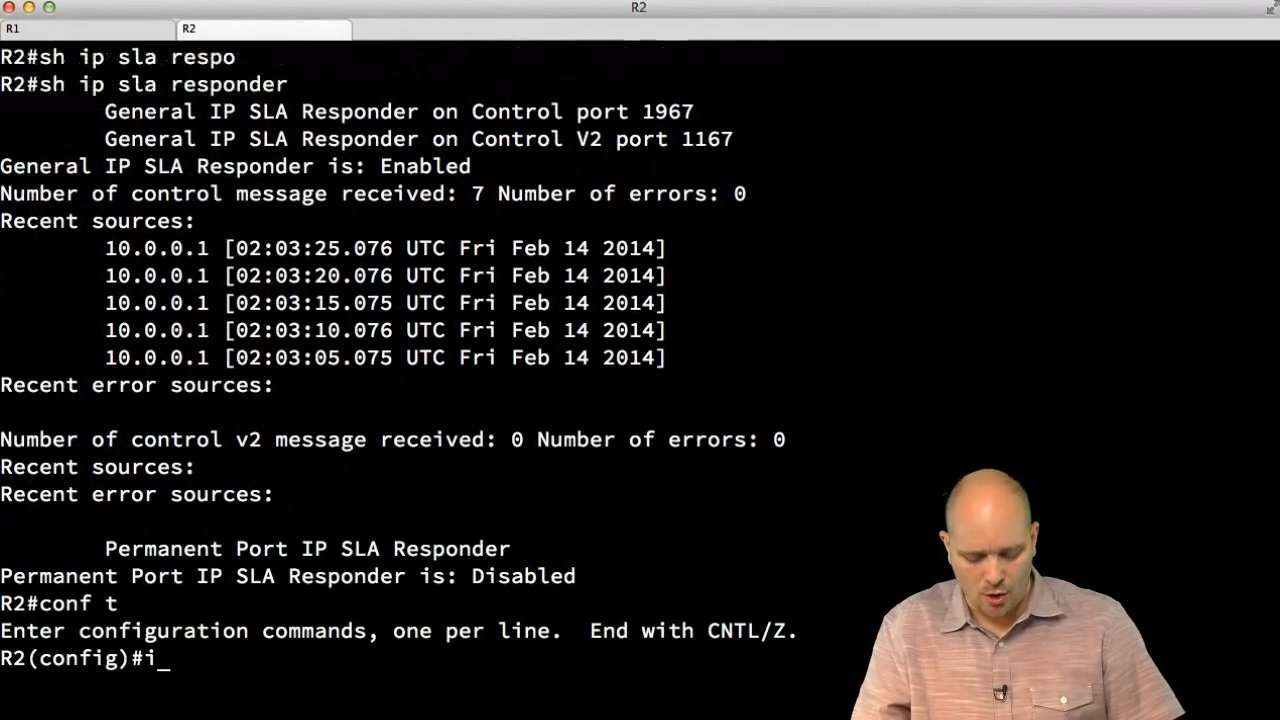 R2
R1
R2
R2#sh ip sla respo
R2#sh ip sla responder
General IP SLA Responder on Control port 1967
General IP SLA Responder on Control V2 port 1167
General IP SLA Responder is: Enabled
Number of control message received: 7 Number of errors: 0
Recent sources:
10.0.0.1 [02:03:25.076 UTC Fri Feb 14 2014]
10.0.0.1 [02:03:20.076 UTC Fri Feb 14 2014]
10.0.0.1 [02:03:15.075 UTC Fri Feb 14 2014]
10.0.0.1 [02:03:10.076 UTC Fri Feb 14 2014]
10.0.0.1 [02:03:05.075 UTC Fri Feb 14 2014]
Recent error sources:
Number of control v2 message received: 0 Number of errors: 0
Recent sources:
Recent error sources:
Permanent Port IP SLA Responder
Permanent Port IP SLA Responder is: Disabled
R2#conf t
Enter configuration commands, one per line.  End with CNTL/Z.
R2(config)#i_